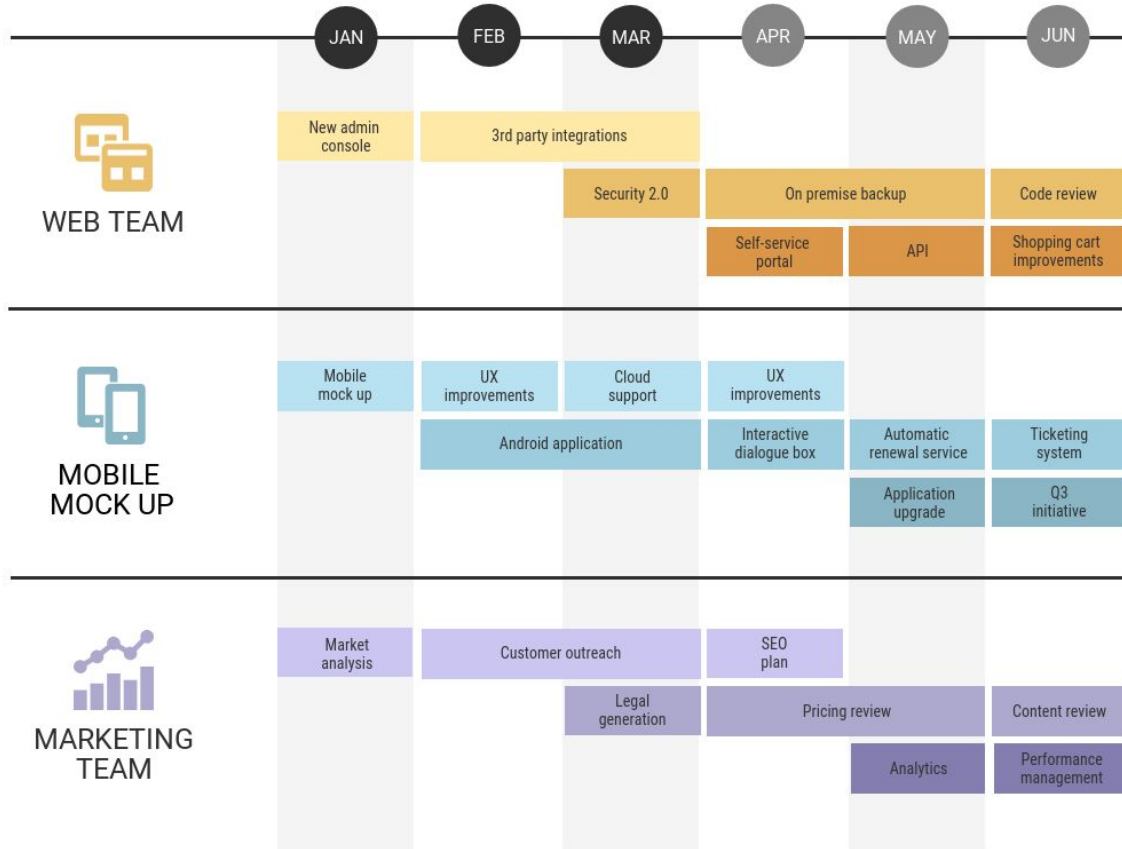 JAN FEB MAR APR MAY JUN
New admin
console
3rd party integrations
Security 2.0
On premise backup
Code review
WEB TEAM
Self-service
portal
API
Shopping cart
improvements
Mobile
mock up
UX
improvements
Cloud
support
UX
improvements
Android application
Interactive
dialogue box
Automatic
renewal service
Ticketing
system
MOBILE
MOCK UP
Application
upgrade
Q3
initiative
Market
analysis
Customer outreach
SEO
plan
Legal
generation
Pricing review
Content review
MARKETING
TEAM
Analytics
Performance
management